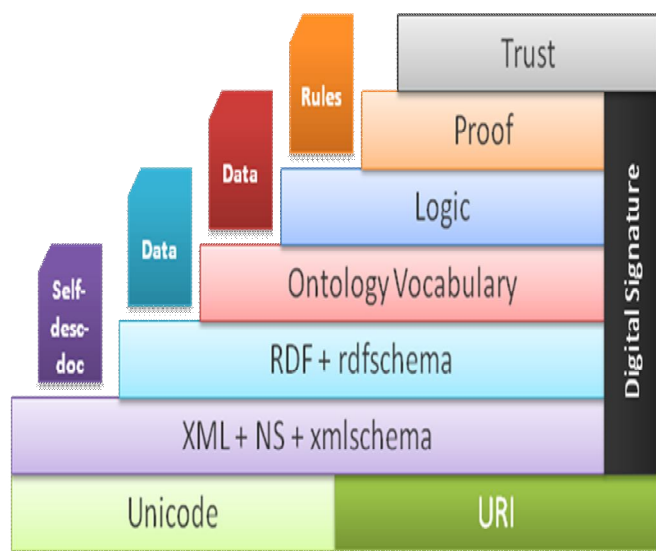 Trust
Rules
Proof
Data
Logic
Data
Ontology Vocabulary
Self-
desc-
doc
RDF + rdfschema
XML + NS + xmlschema
Digital Signature
Unicode
URI